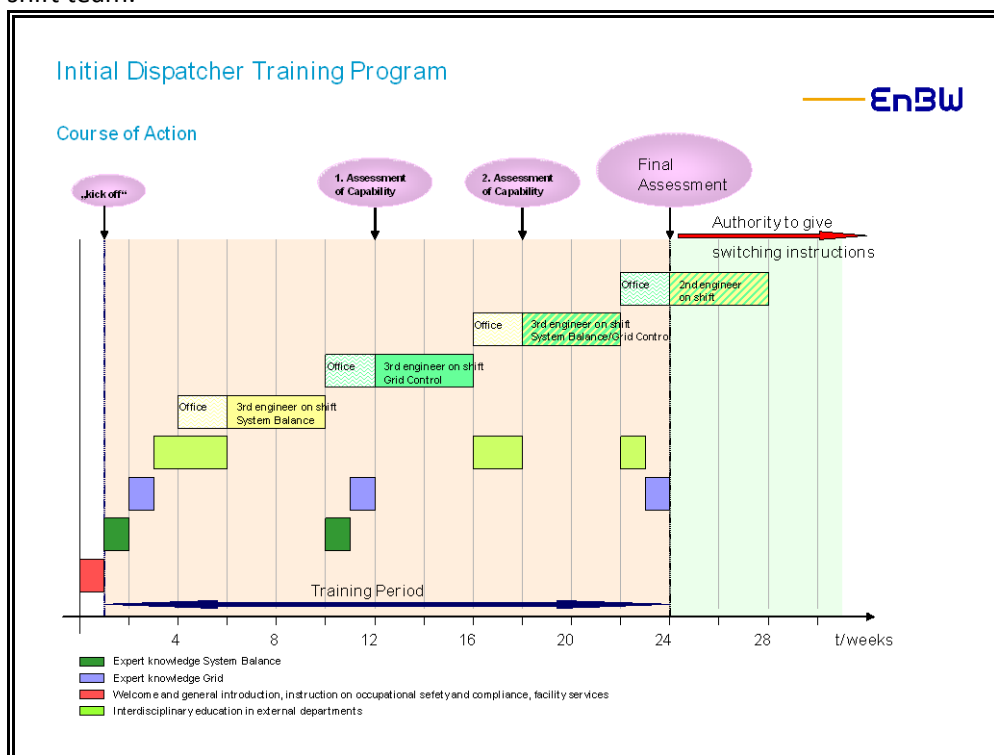 shift team.
Initial Dispatcher Training Program
EnBW
Course of Action
„kick off“
1. Assessment
of Capability
2. Assessment
of Capability
Final
Assessment
Authority to give
switching instructions
Office
2nd engineer
on shift
Office
3rd engineer on shift
System Balance/Grid Control
Office
3rd engineer on shift
Grid Control
Office
3rd engineer on shift
System Balance
Training Period
4 8 12 16 20 24 28 t/weeks
Expert knowledge System Balance
Expert knowledge Grid
Welcome and general introduction, instruction on occupational sefety and compliance, facility services
Interdisciplinary education in external departments